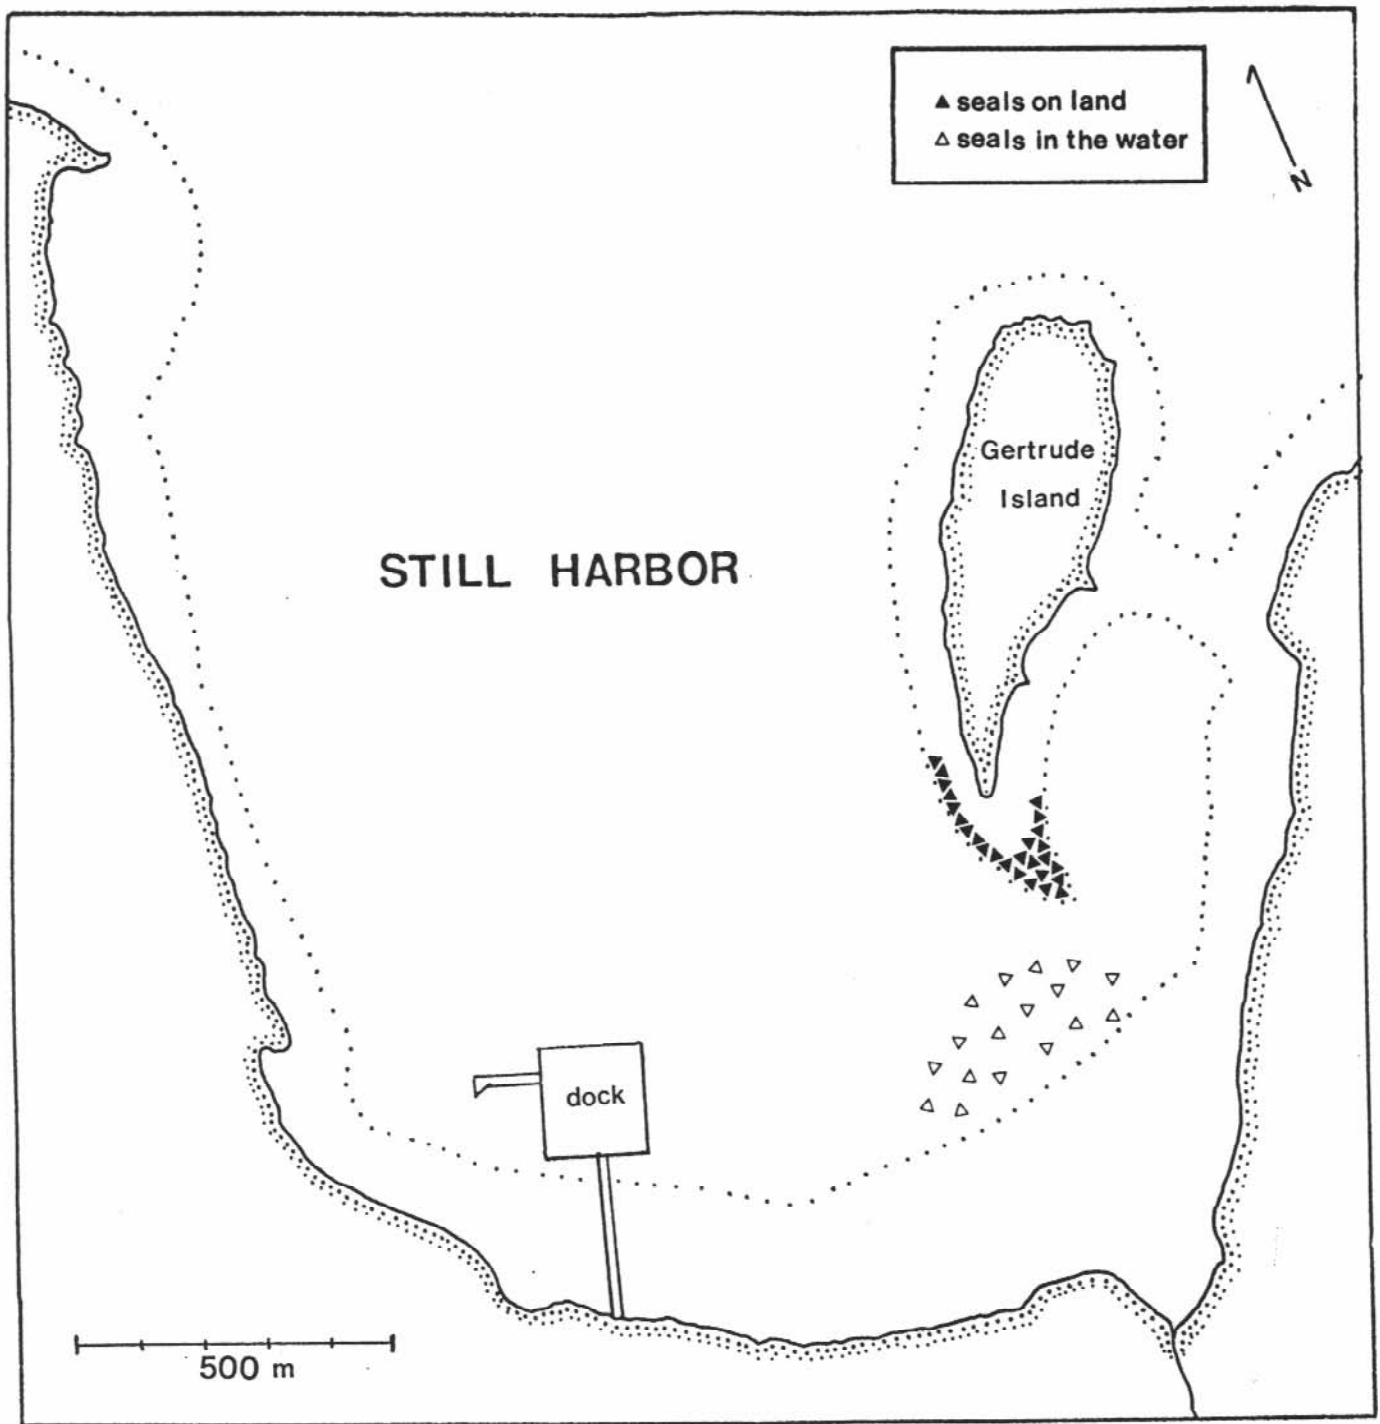 ▲ seals on land
△ seals in the water
N
Gertrude
Island
STILL HARBOR
dock
500 m